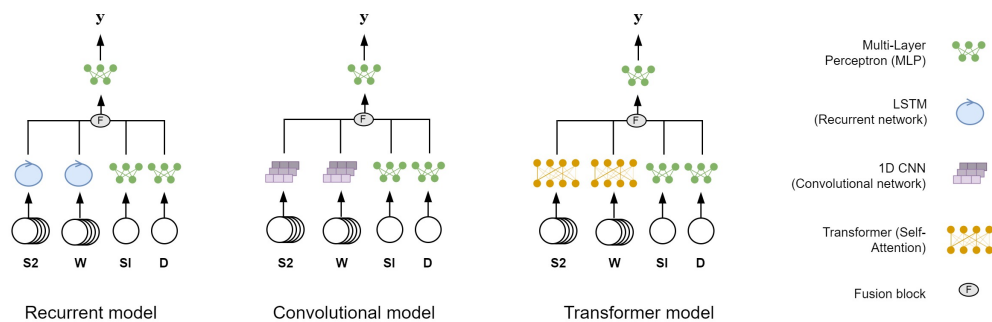 y
F
S2 W SI D
Recurrent model
y
F
S2 W SI D
Convolutional model
y
F
S2 W SI D
Transformer model
Multi-Layer
Perceptron (MLP)
LSTM
(Recurrent network)
1D CNN
(Convolutional network)
Transformer (Self-
Attention)
Fusion block
F